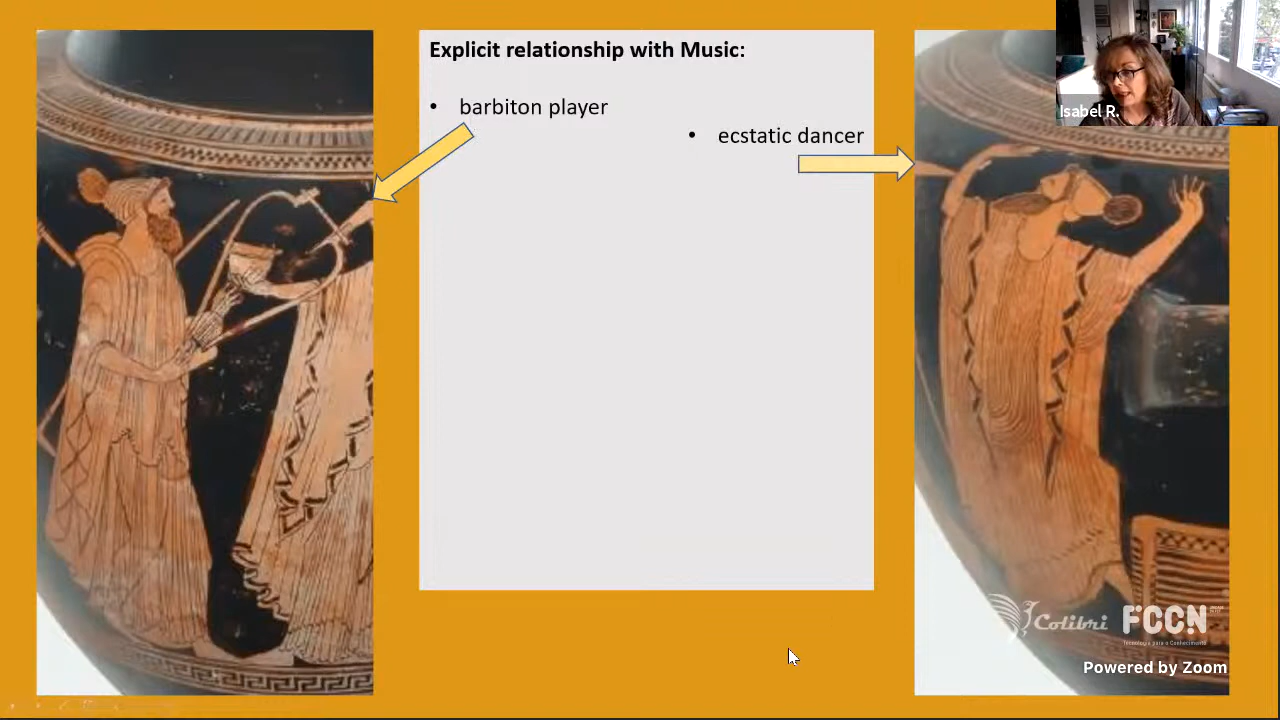 Explicit relationship with Music:
• barbiton player
• ecstatic dancer
Isabel R.
Colibri FCCN
Powered by Zoom